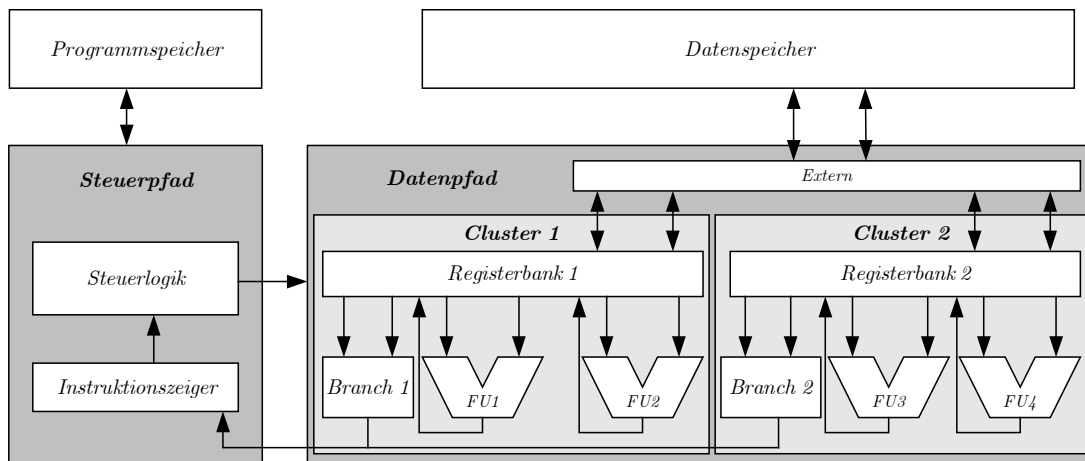 Programmspeicher
Datenspeicher
Steuerpfad
Datenpfad
Extern
Cluster 1
Cluster 2
Steuerlogik
Registerbank 1
Registerbank 2
Instruktionszeiger
Branch 1
FU1
FU2
Branch 2
FU3
FU4